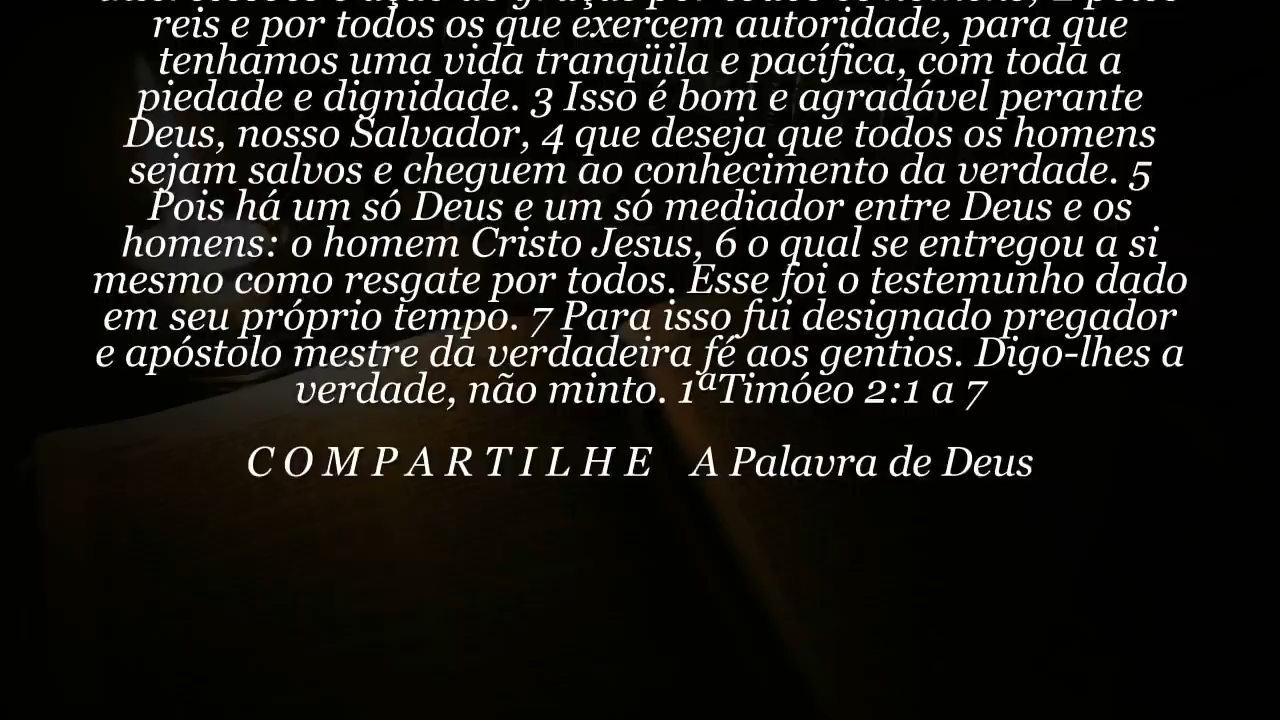 reis e por todos os que exercem autoridade, para que
tenhamos uma vida tranqüila e pacífica, com toda a
piedade e dignidade. 3 Isso é bom e agradável perante
Deus, nosso Salvador, 4 que deseja que todos os homens
sejam salvos e cheguem ao conhecimento da verdade. 5
Pois há um só Deus e um só mediador entre Deus e os
homens: o homem Cristo Jesus, 6 o qual se entregou a si
mesmo como resgate por todos. Esse foi o testemunho dado
em seu próprio tempo. 7 Para isso fui designado pregador
e apóstolo mestre da verdadeira fé aos gentios. Digo-lhes a
verdade, não minto. 1ªTimóeo 2:1 a 7
C O M P A R T I L H E A Palavra de Deus